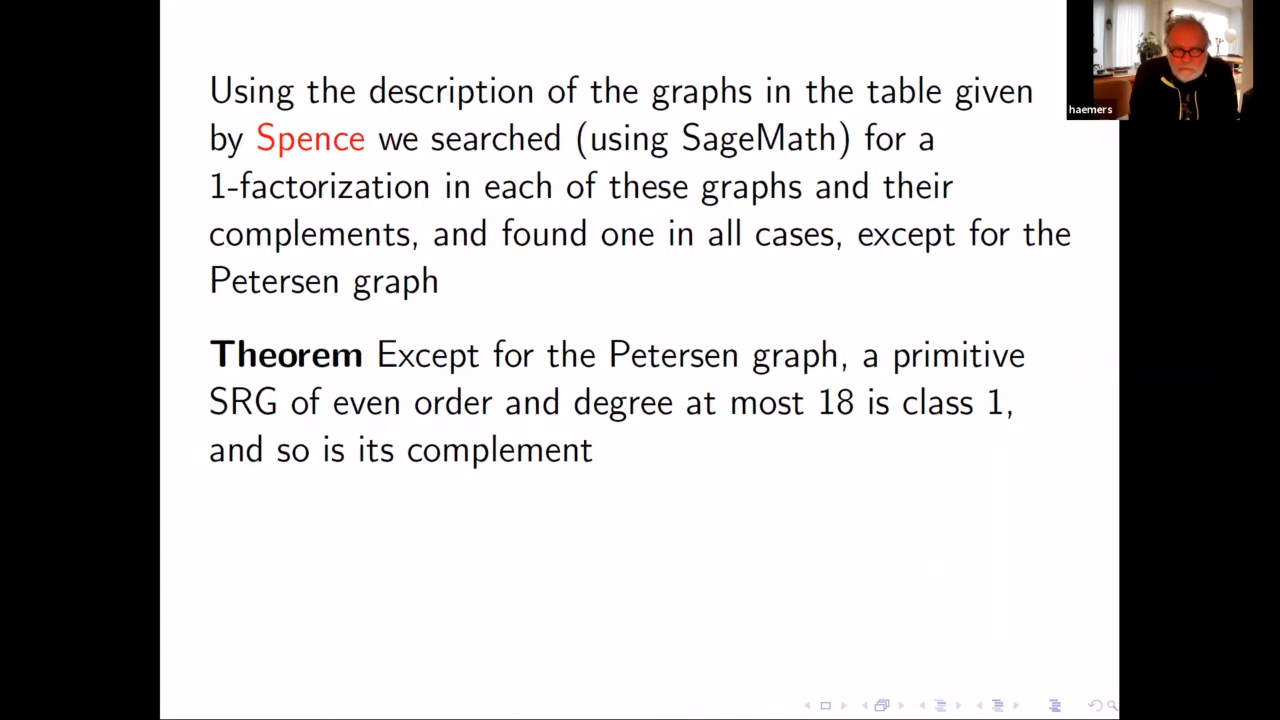 haemers
Using the description of the graphs in the table given
by Spence we searched (using SageMath) for a
1-factorization in each of these graphs and their
complements, and found one in all cases, except for the
Petersen graph
Theorem Except for the Petersen graph, a primitive
SRG of even order and degree at most 18 is class 1,
and so is its complement